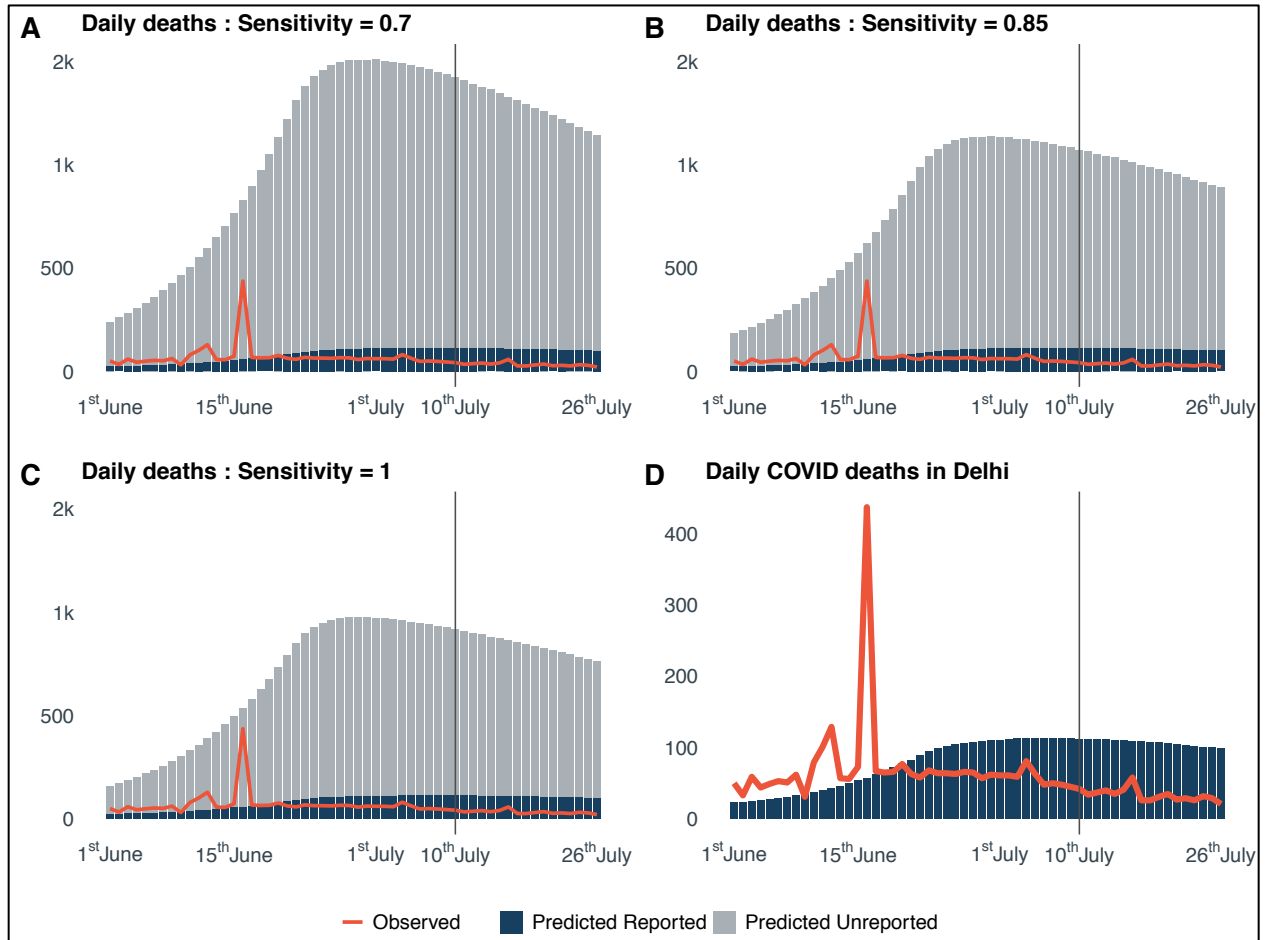 A Daily deaths : Sensitivity = 0.7
2k
1k
500
0
1st June 15th June 1st July 10th July 26th July
B Daily deaths : Sensitivity = 0.85
2k
1k
500
0
1st June 15th June 1st July 10th July 26th July
C Daily deaths : Sensitivity = 1
2k
1k
500
0
1st June 15th June 1st July 10th July 26th July
D Daily COVID deaths in Delhi
400
300
200
100
0
1st June 15th June 1st July 10th July 26th July
Observed Predicted Reported Predicted Unreported